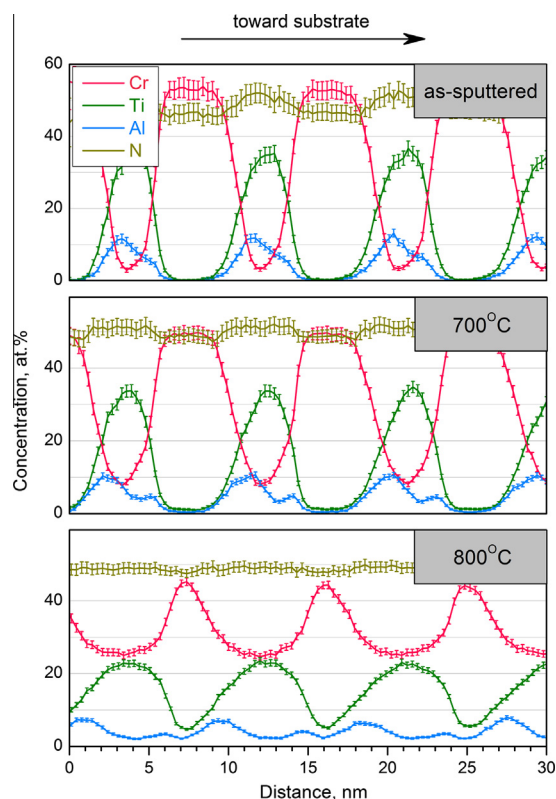 toward substrate
60
40
20
0
Cr
Ti
Al
N
as-sputtered
Concentration, at.%
40
20
0
700°C
40
20
0
800°C
0 5 10 15 20 25 30
Distance, nm